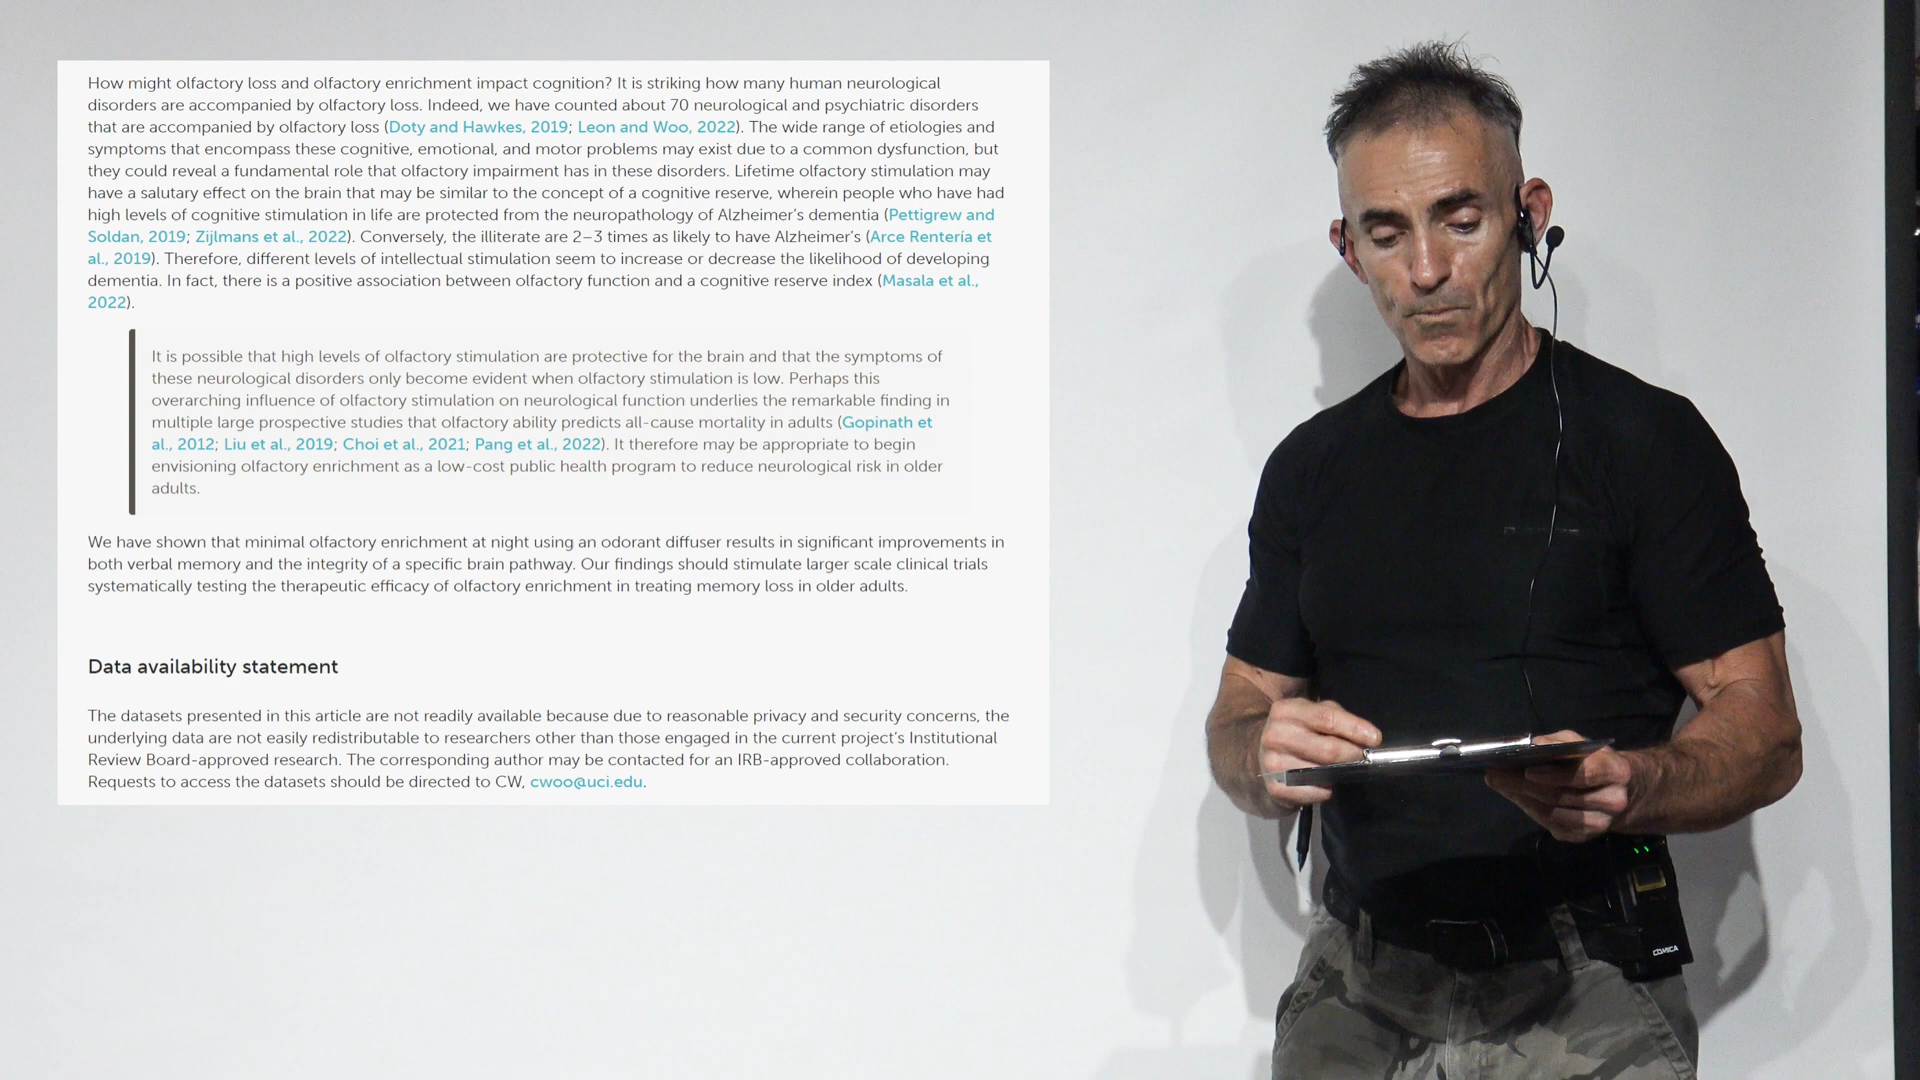 How might olfactory loss and olfactory enrichment impact cognition? It is striking how many human neurological
disorders are accompanied by olfactory loss. Indeed, we have counted about 70 neurological and psychiatric disorders
that are accompanied by olfactory loss (Doty and Hawkes, 2019; Leon and Woo, 2022). The wide range of etiologies and
symptoms that encompass these cognitive, emotional, and motor problems may exist due to a common dysfunction, but
they could reveal a fundamental role that olfactory impairment has in these disorders. Lifetime olfactory stimulation may
have a salutary effect on the brain that may be similar to the concept of a cognitive reserve, wherein people who have had
high levels of cognitive stimulation in life are protected from the neuropathology of Alzheimer's dementia (Pettigrew and
Soldan, 2019; Zijlmans et al., 2022). Conversely, the illiterate are 2–3 times as likely to have Alzheimer's (Arce Rentería et
al., 2019). Therefore, different levels of intellectual stimulation seem to increase or decrease the likelihood of developing
dementia. In fact, there is a positive association between olfactory function and a cognitive reserve index (Masala et al.,
2022).
It is possible that high levels of olfactory stimulation are protective for the brain and that the symptoms of
these neurological disorders only become evident when olfactory stimulation is low. Perhaps this
overarching influence of olfactory stimulation on neurological function underlies the remarkable finding in
multiple large prospective studies that olfactory ability predicts all-cause mortality in adults (Gopinath et
al., 2012; Liu et al., 2019; Choi et al., 2021; Pang et al., 2022). It therefore may be appropriate to begin
envisioning olfactory enrichment as a low-cost public health program to reduce neurological risk in older
adults.
We have shown that minimal olfactory enrichment at night using an odorant diffuser results in significant improvements in
both verbal memory and the integrity of a specific brain pathway. Our findings should stimulate larger scale clinical trials
systematically testing the therapeutic efficacy of olfactory enrichment in treating memory loss in older adults.
Data availability statement
The datasets presented in this article are not readily available because due to reasonable privacy and security concerns, the
underlying data are not easily redistributable to researchers other than those engaged in the current project's Institutional
Review Board-approved research. The corresponding author may be contacted for an IRB-approved collaboration.
Requests to access the datasets should be directed to CW, cwoo@uci.edu.
COMICA